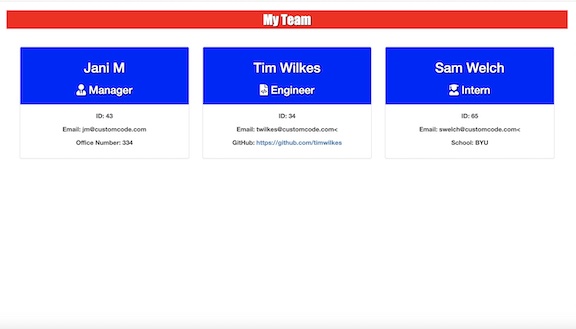 My Team
Jani M
Manager
ID: 43
Email: jm@customcode.com
Office Number: 334
Tim Wilkes
Engineer
ID: 34
Email: twilkes@customcode.com<
GitHub: https://github.com/timwilkes
Sam Welch
Intern
ID: 65
Email: swelch@customcode.com<
School: BYU